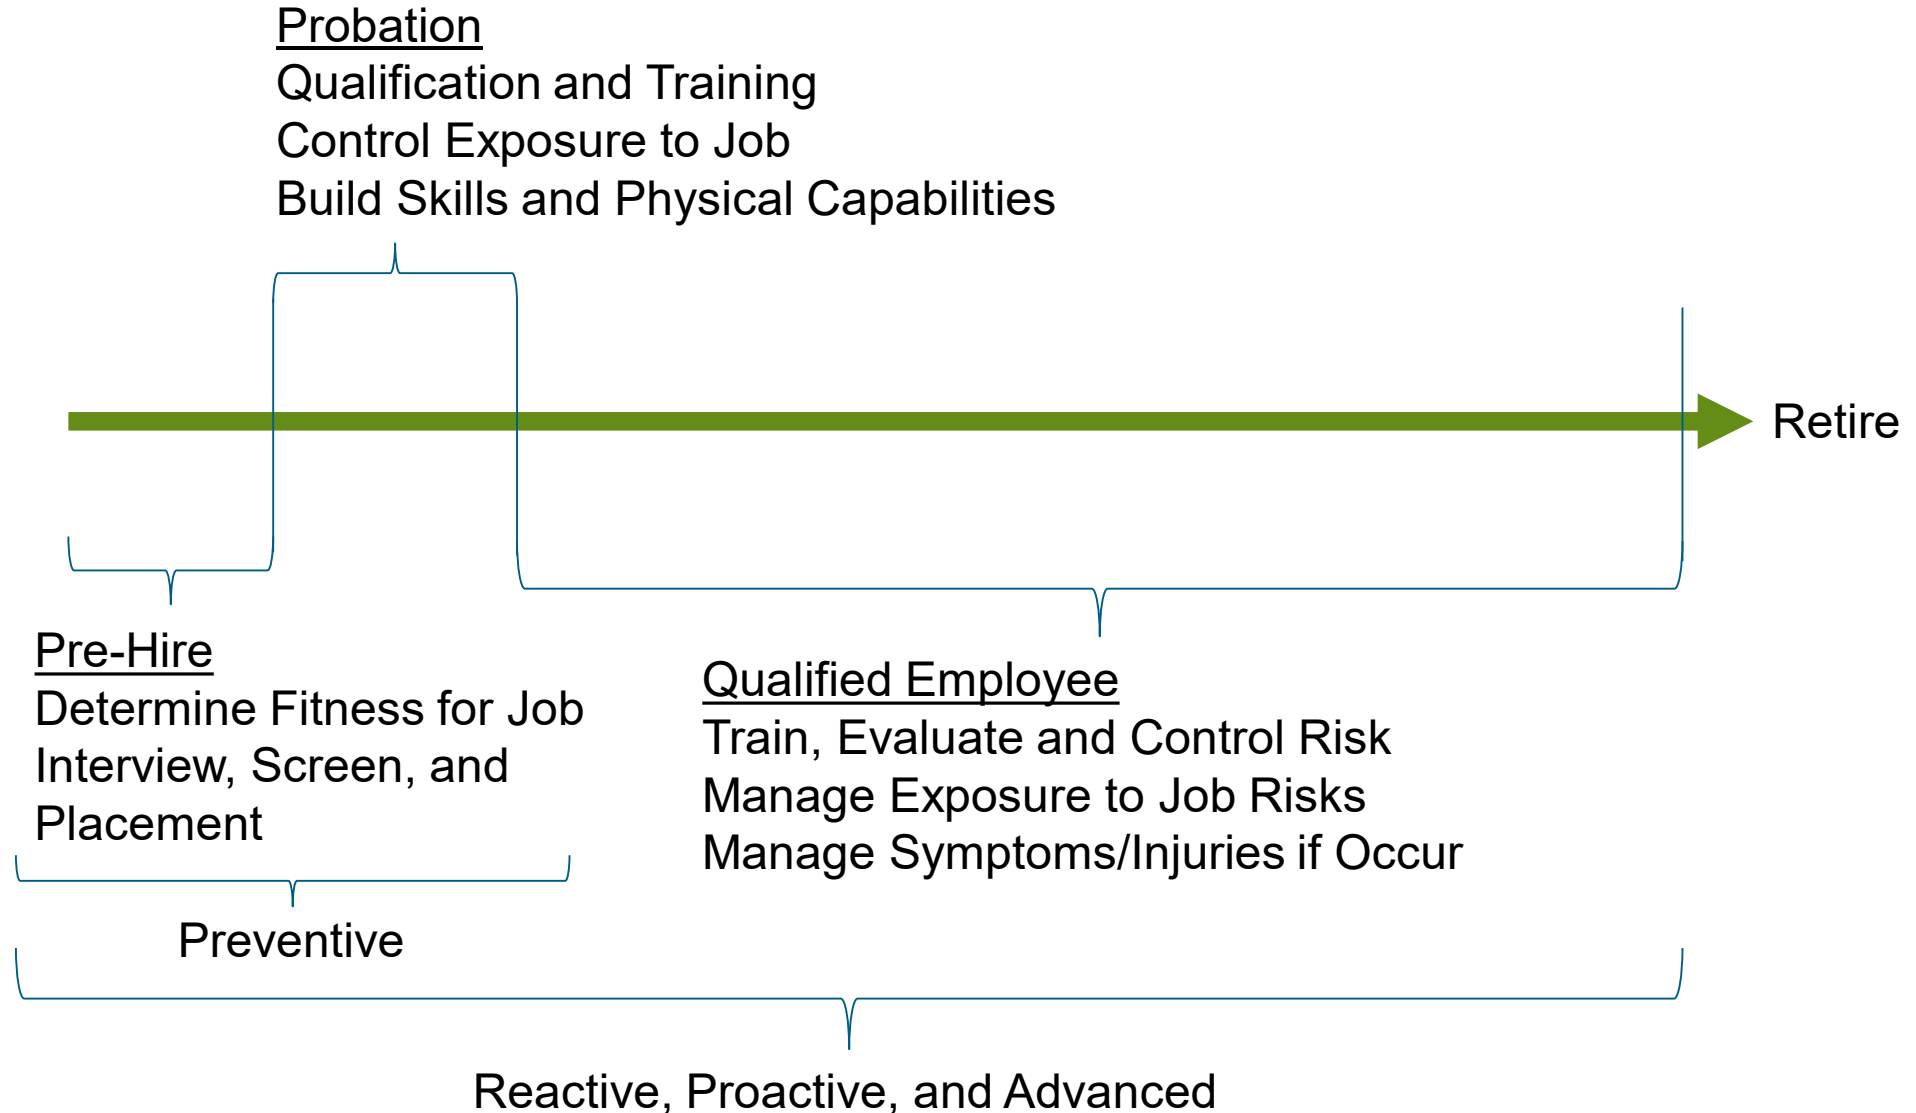 Probation
Qualification and Training
Control Exposure to Job
Build Skills and Physical Capabilities
Retire
Pre-Hire
Determine Fitness for Job
Interview, Screen, and
Placement
Qualified Employee
Train, Evaluate and Control Risk
Manage Exposure to Job Risks
Manage Symptoms/Injuries if Occur
Preventive
Reactive, Proactive, and Advanced